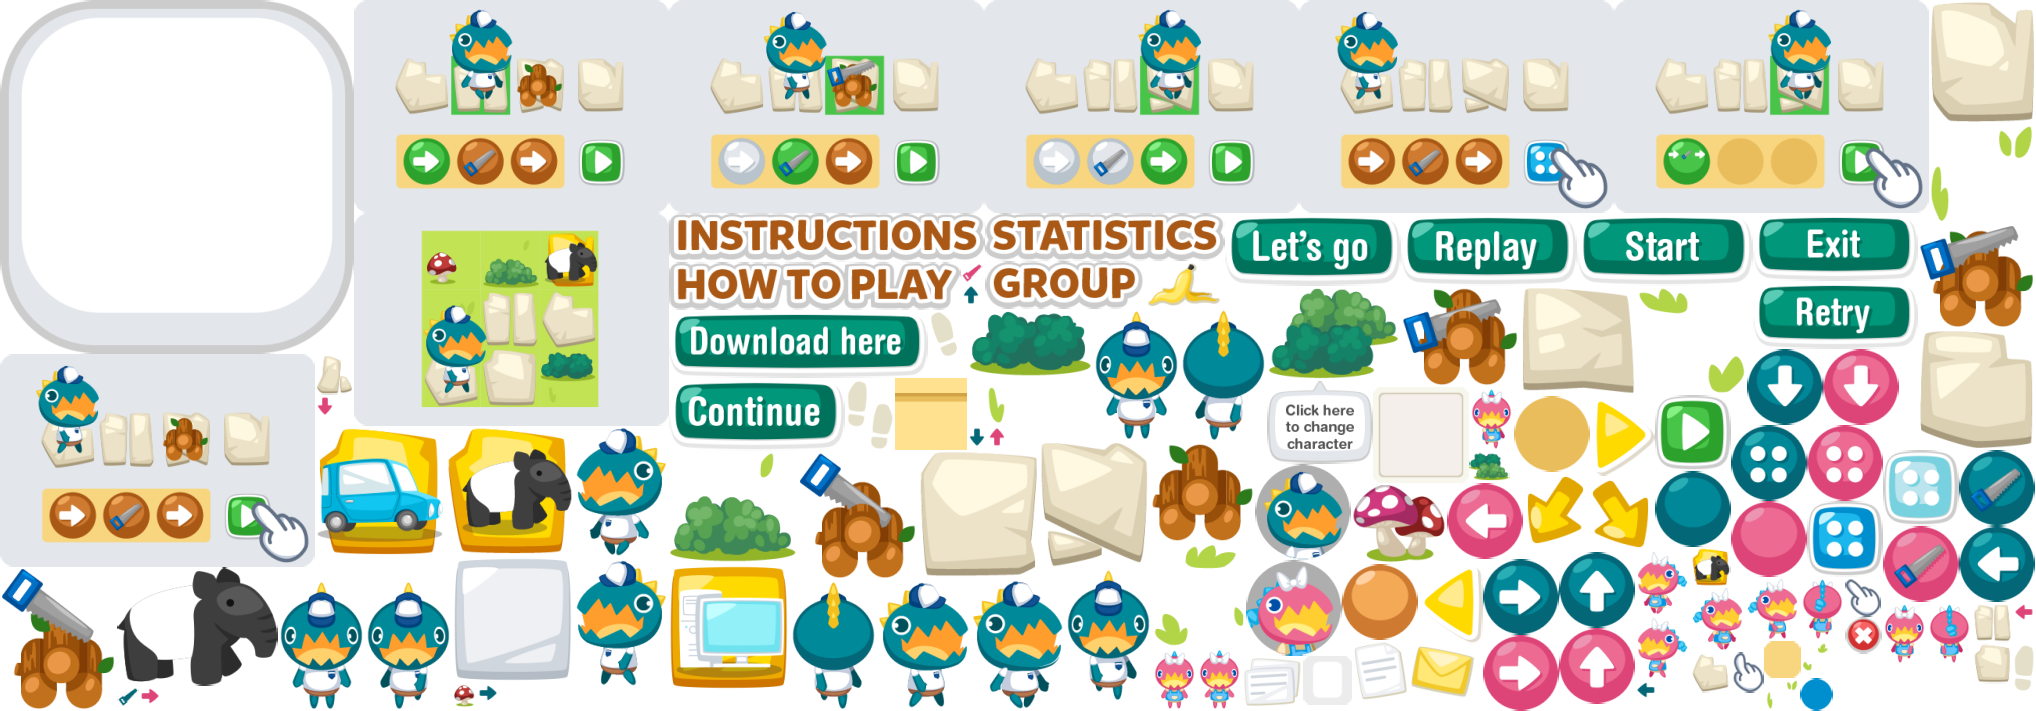 INSTRUCTIONS
STATISTICS
HOW TO PLAY
GROUP
Let's go
Replay
Start
Exit
Retry
Download here
Continue
Click here
to change
character